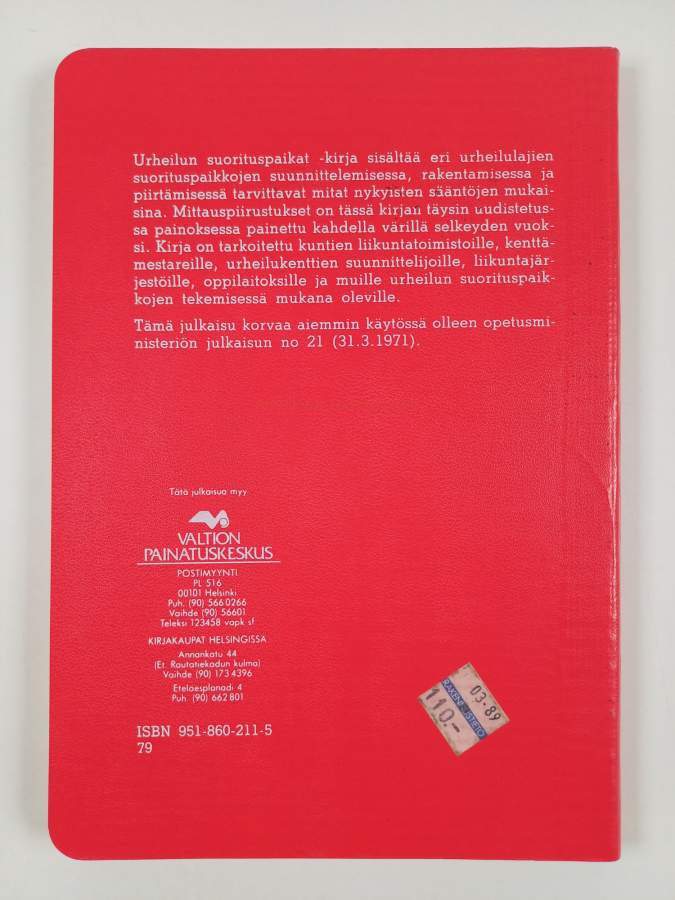 Urheilun suorituspaikat -kirja sisältää eri urheilulajien
suorituspaikkojen suunnittelemisessa, rakentamisessa ja
piirtämisessä tarvittavat mitat nykyisten sääntöjen mukai-
sina. Mittauspiirustukset on tässä kirjan täysin uudistetus-
sa painoksessa painettu kahdella värillä selkeyden vuok-
si. Kirja on tarkoitettu kuntien liikuntatoimistoille, kenttä-
mestareille, urheilukenttien suunnittelijoille, liikuntajär-
jestöille, oppilaitoksille ja muille urheilun suorituspaik-
kojen tekemisessä mukana oleville.
Tämä julkaisu korvaa aiemmin käytössä olleen opetusmi-
nisteriön julkaisun no 21 (31.3.1971).
Tätä julkaisua myy
VALTION
PAINATUSKESKUS
POSTIMYYNTI
PL 516
00101 Helsinki
Puh. (90) 566 0266
Vaihde (90) 56601
Teleksi 123458 vapk sf
KIRJAKAUPAT HELSINGISSÄ
Annankatu 44
(Et. Rautatiekadun kulma)
Vaihde (90) 173 4396
Eteläesplanadi 4
Puh. (90) 662 801
ISBN 951-860-211-5
79
03-89
110.-